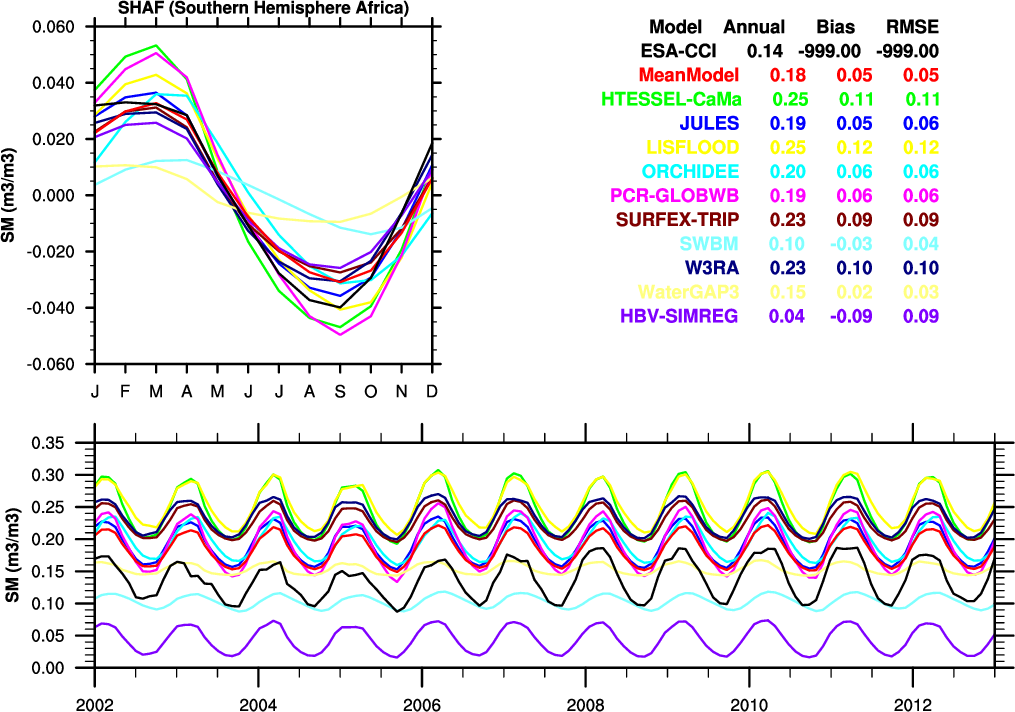 SHAF (Southern Hemisphere Africa)
0.060
0.040
0.020
0.000
-0.020
-0.040
-0.060
SM (m3/m3)
J F M A M J J A S O N D
Model Annual Bias RMSE
ESA-CCI 0.14 -999.00 -999.00
MeanModel 0.18 0.05 0.05
HTESSEL-CaMa 0.25 0.11 0.11
JULES 0.19 0.05 0.06
LISFLOOD 0.25 0.12 0.12
ORCHIDEE 0.20 0.06 0.06
PCR-GLOBWB 0.19 0.06 0.06
SURFEX-TRIP 0.23 0.09 0.09
SWBM 0.10 -0.03 0.04
W3RA 0.23 0.10 0.10
WaterGAP3 0.15 0.02 0.03
HBV-SIMREG 0.04 -0.09 0.09
0.35
0.30
0.25
0.20
0.15
0.10
0.05
0.00
SM (m3/m3)
2002 2004 2006 2008 2010 2012